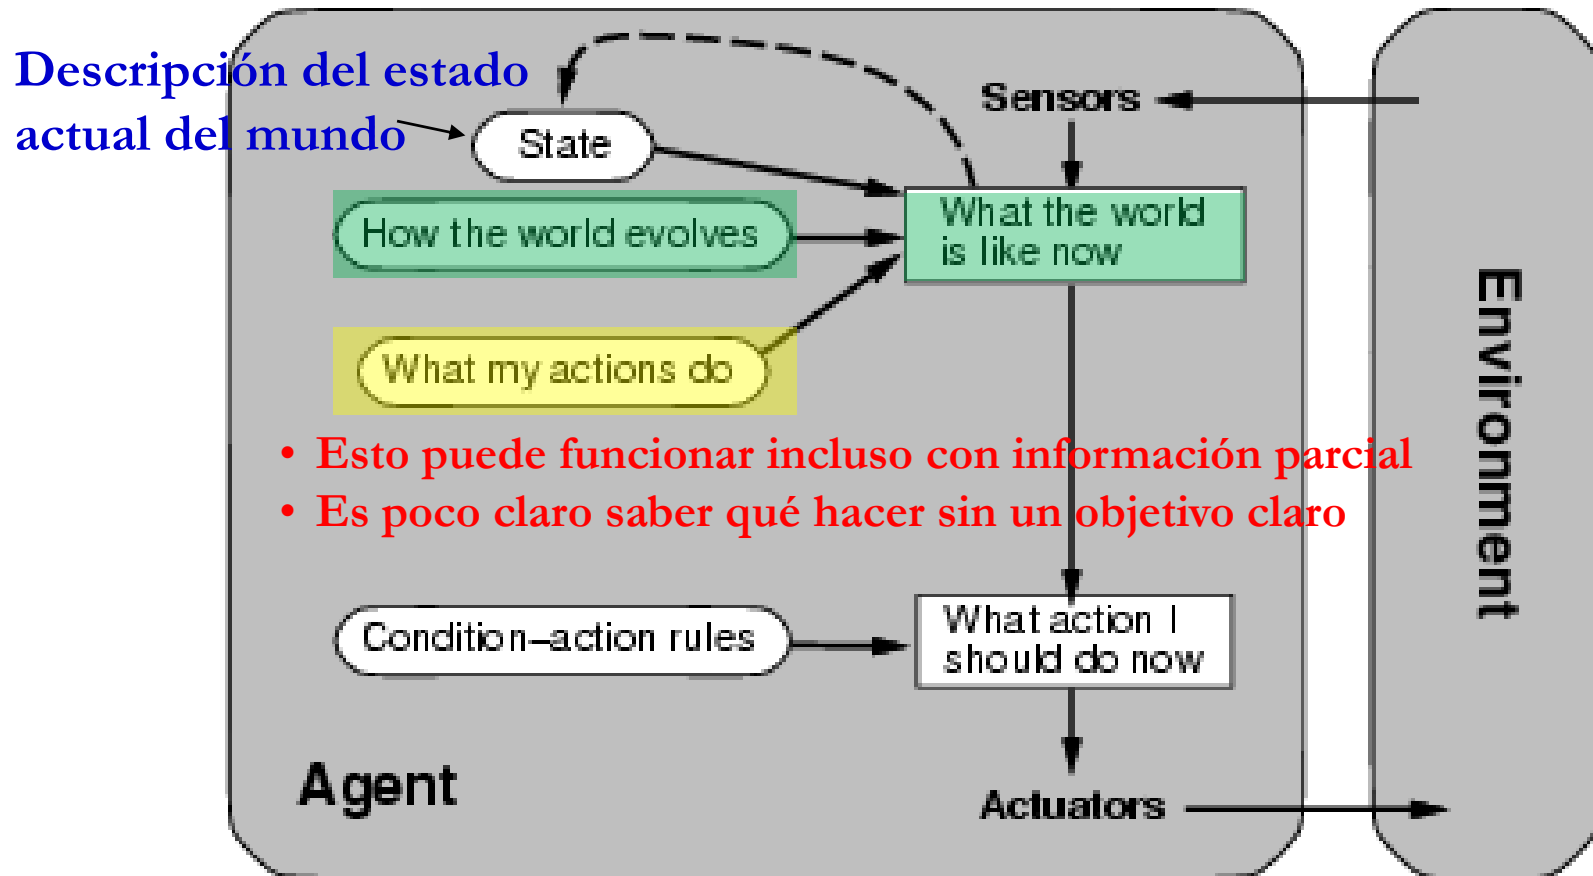 Descripción del estado
actual del mundo
Sensors
State
What the world
is like now
How the world evolves
What my actions do
• Esto puede funcionar incluso con información parcial
• Es poco claro saber qué hacer sin un objetivo claro
Condition–action rules
What action I
should do now
Agent
Actuators
Environment